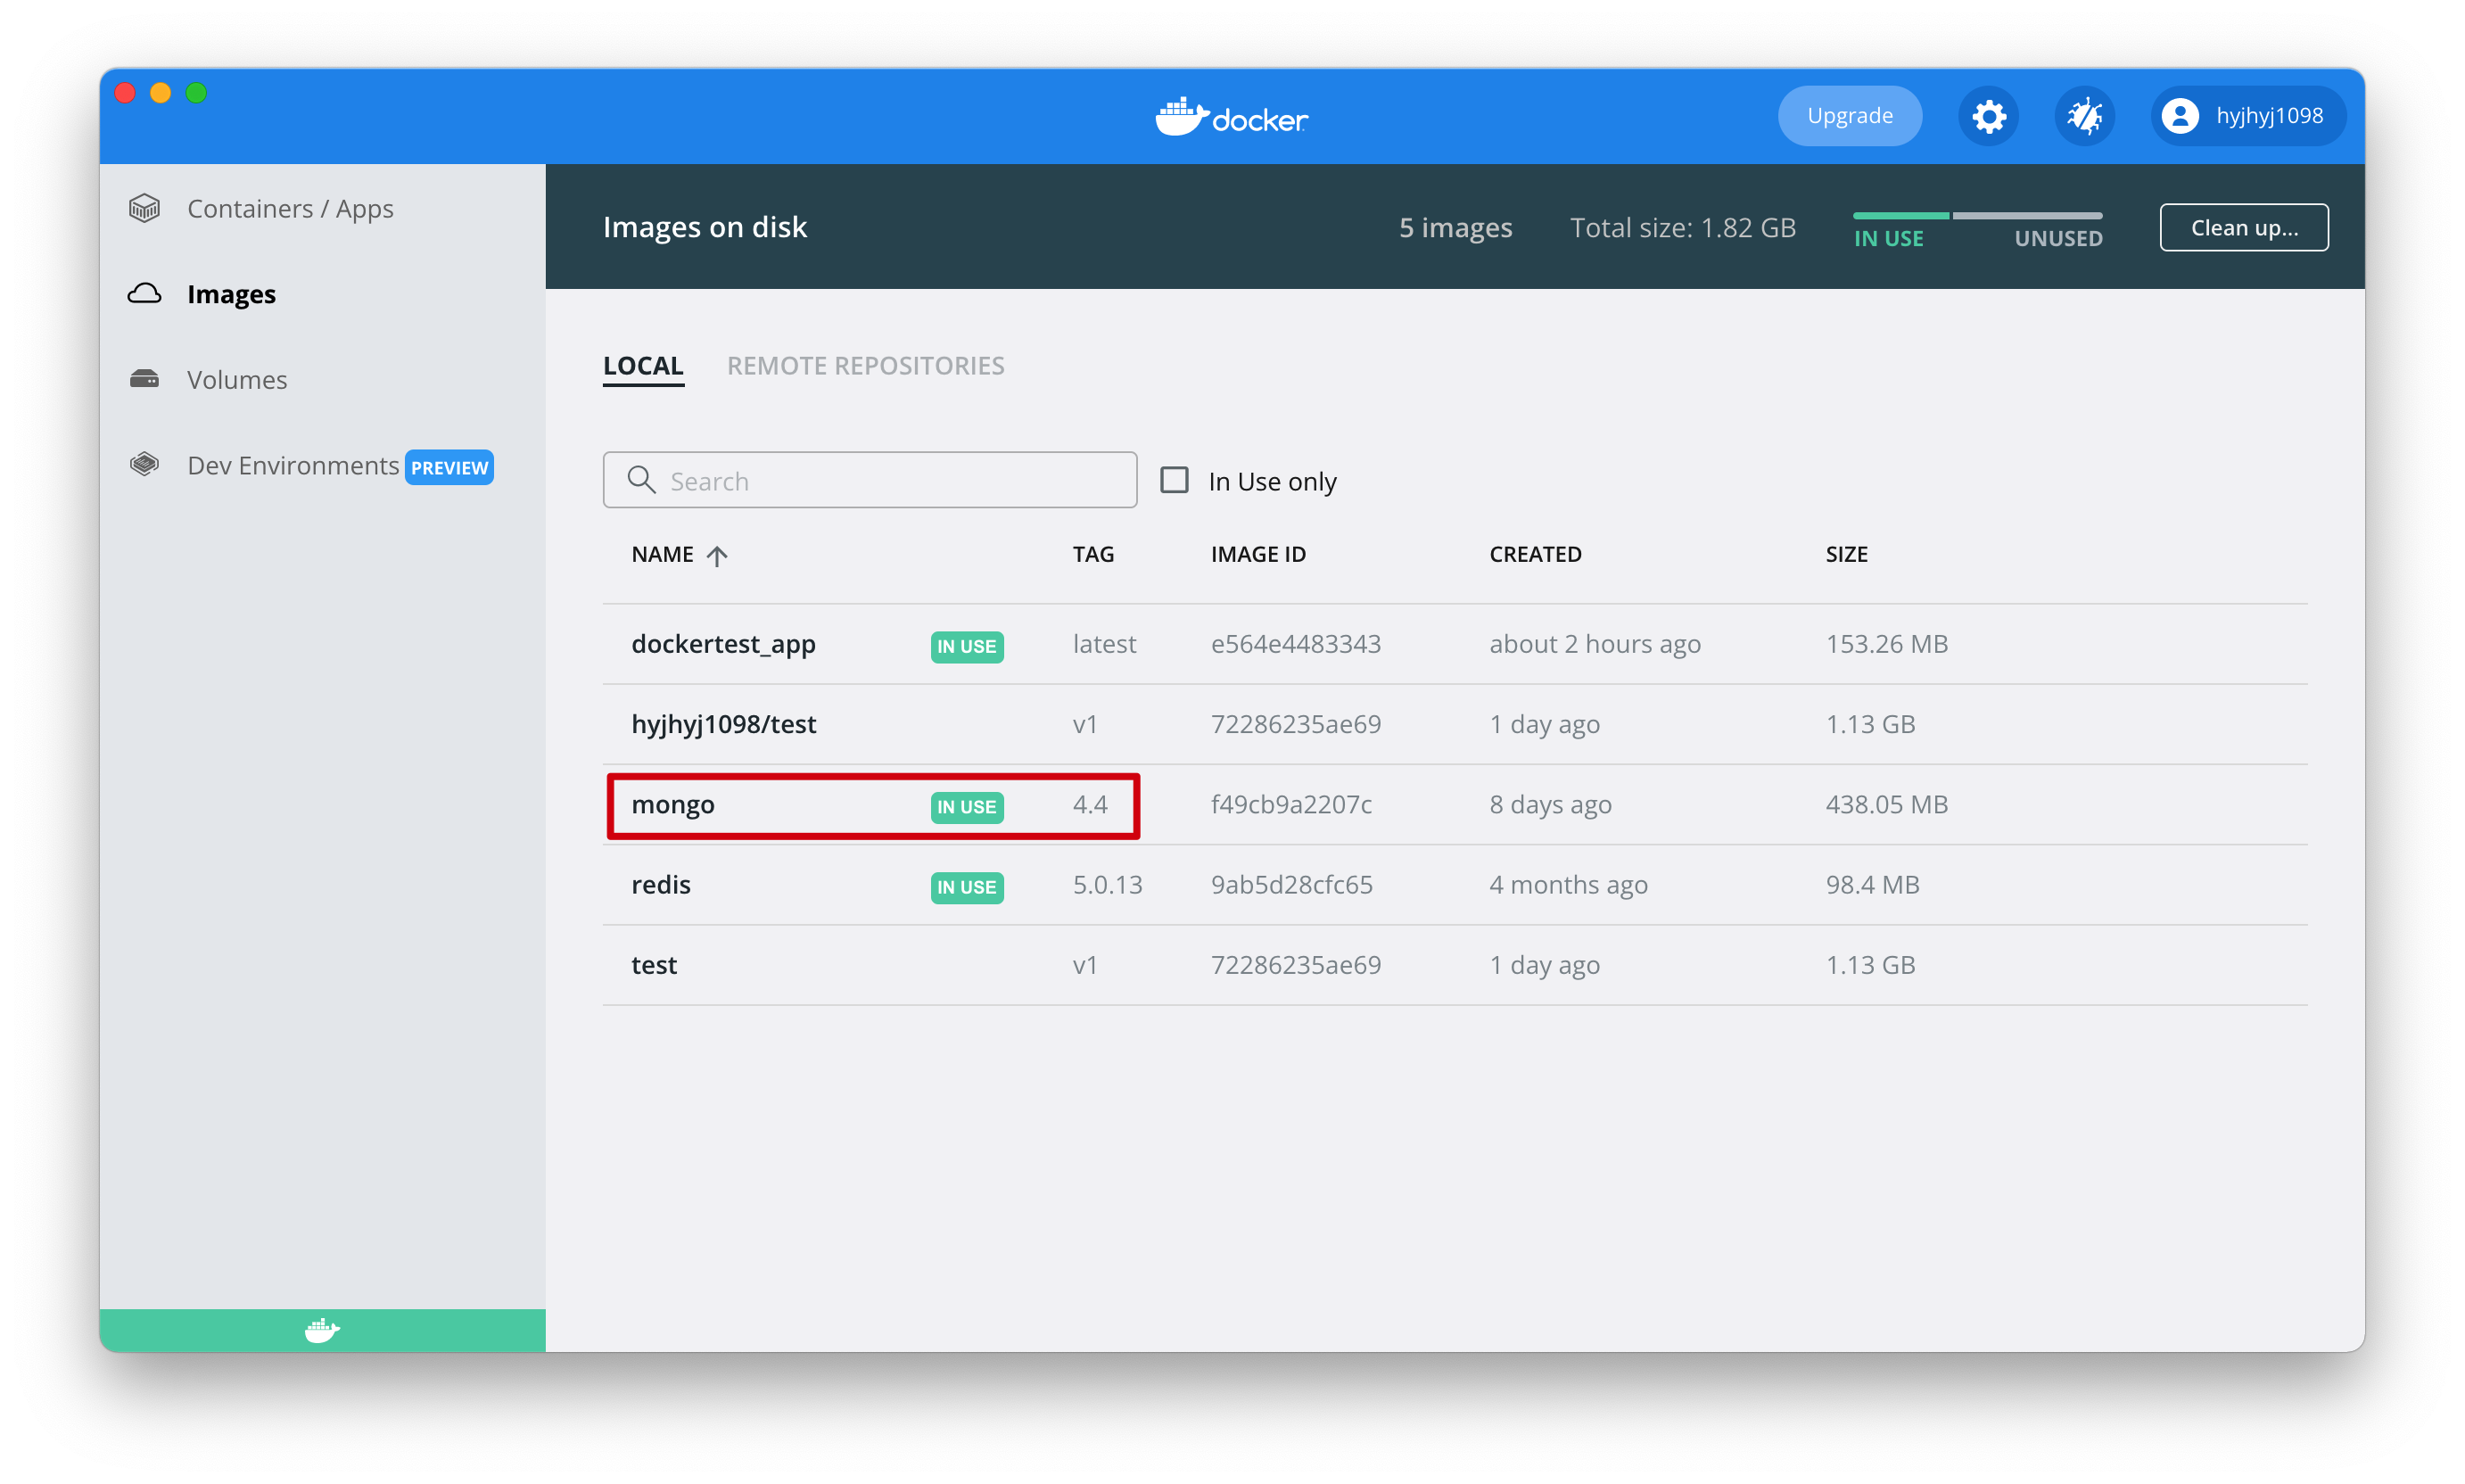 docker
Upgrade
hyjhyj1098
Containers / Apps
Images
Volumes
Dev Environments PREVIEW
Images on disk
5 images
Total size: 1.82 GB
IN USE
UNUSED
Clean up...
LOCAL
REMOTE REPOSITORIES
Search
In Use only
NAME TAG IMAGE ID CREATED SIZE
dockertest_app IN USE latest e564e4483343 about 2 hours ago 153.26 MB
hyjhyj1098/test v1 72286235ae69 1 day ago 1.13 GB
mongo IN USE 4.4 f49cb9a2207c 8 days ago 438.05 MB
redis IN USE 5.0.13 9ab5d28cfc65 4 months ago 98.4 MB
test v1 72286235ae69 1 day ago 1.13 GB